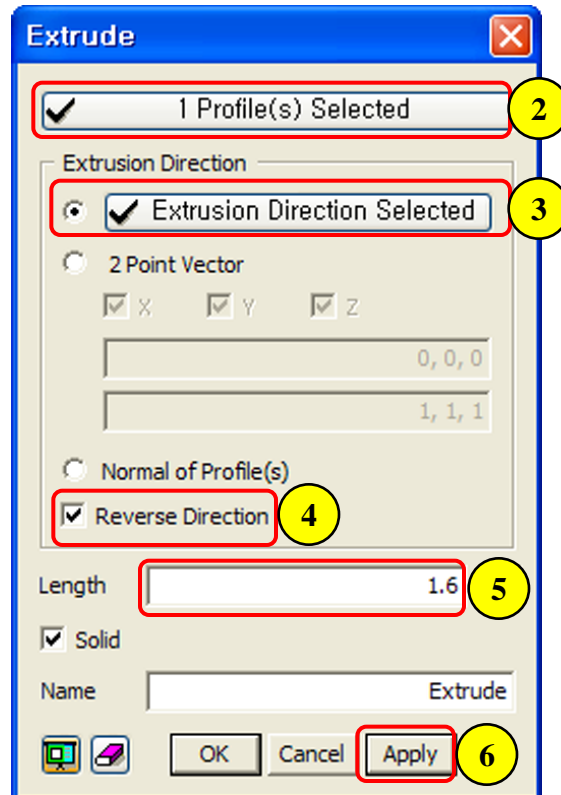 Extrude
1 Profile(s) Selected
2
Extrusion Direction
Extrusion Direction Selected
3
2 Point Vector
X Y Z
0, 0, 0
1, 1, 1
Normal of Profile(s)
Reverse Direction 4
Length 1.6 5
Solid
Name Extrude
OK Cancel Apply 6